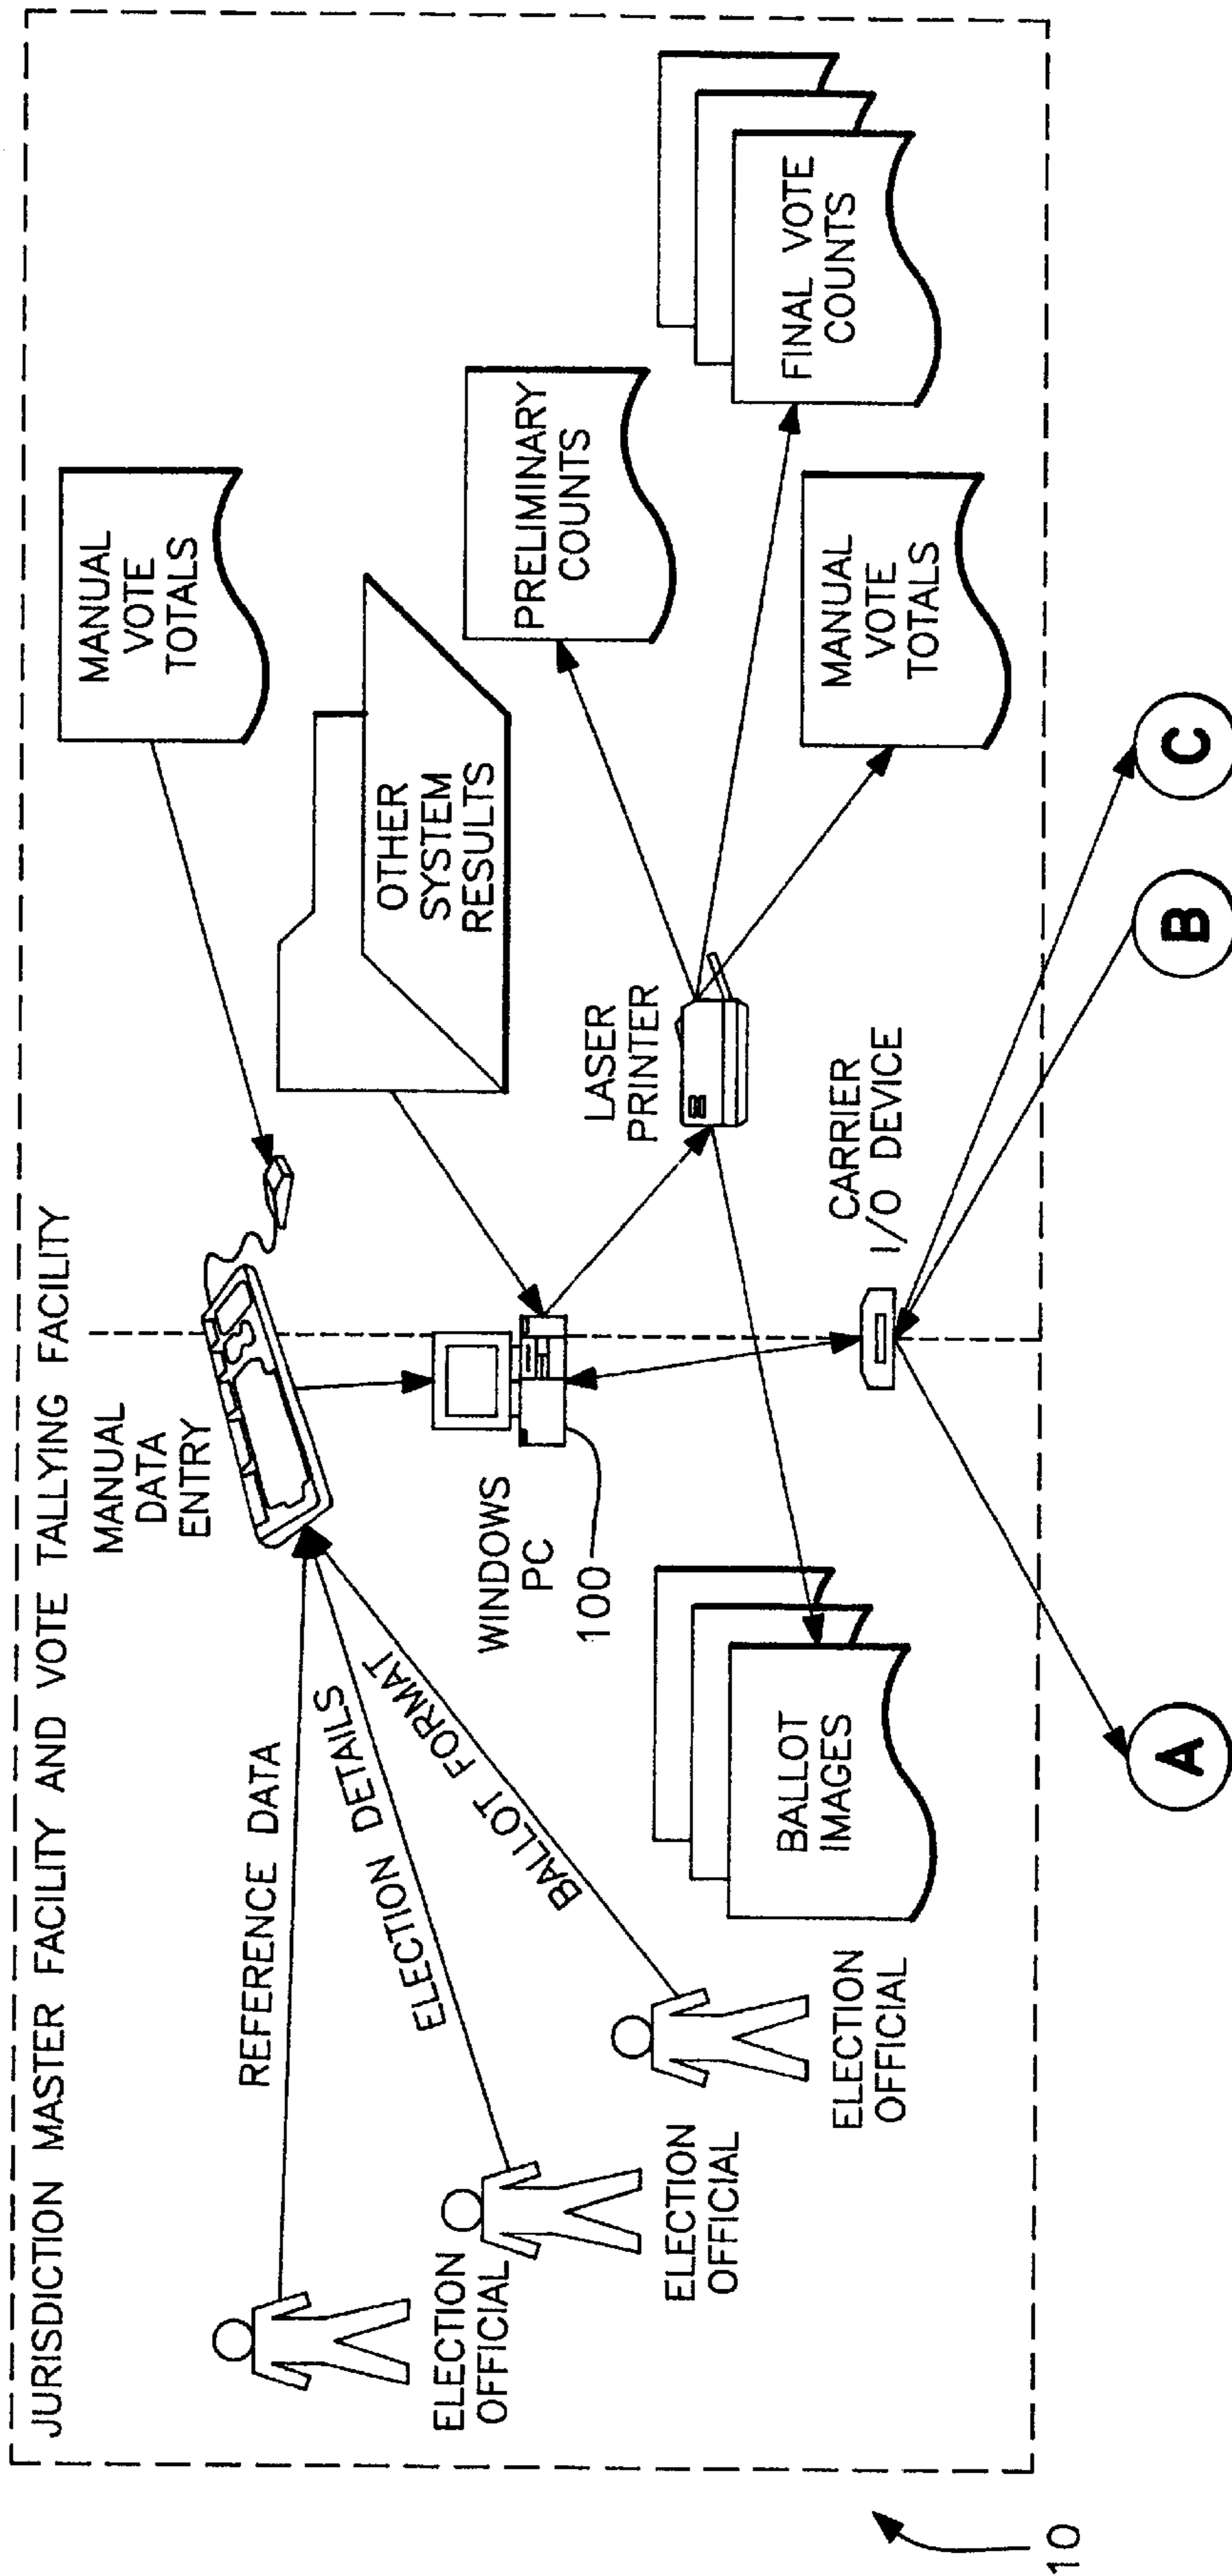 JURISDICTION MASTER FACILITY AND VOTE TALLYING FACILITY
MANUAL
DATA
ENTRY
MANUAL
VOTE
TOTALS
REFERENCE DATA
ELECTION DETAILS
BALLOT FORMAT
ELECTION
OFFICIAL
ELECTION
OFFICIAL
ELECTION
OFFICIAL
WINDOWS
PC
100
OTHER
SYSTEM
RESULTS
LASER
PRINTER
PRELIMINARY
COUNTS
FINAL VOTE
COUNTS
MANUAL
VOTE
TOTALS
BALLOT
IMAGES
CARRIER
I/O DEVICE
A
B
C
10